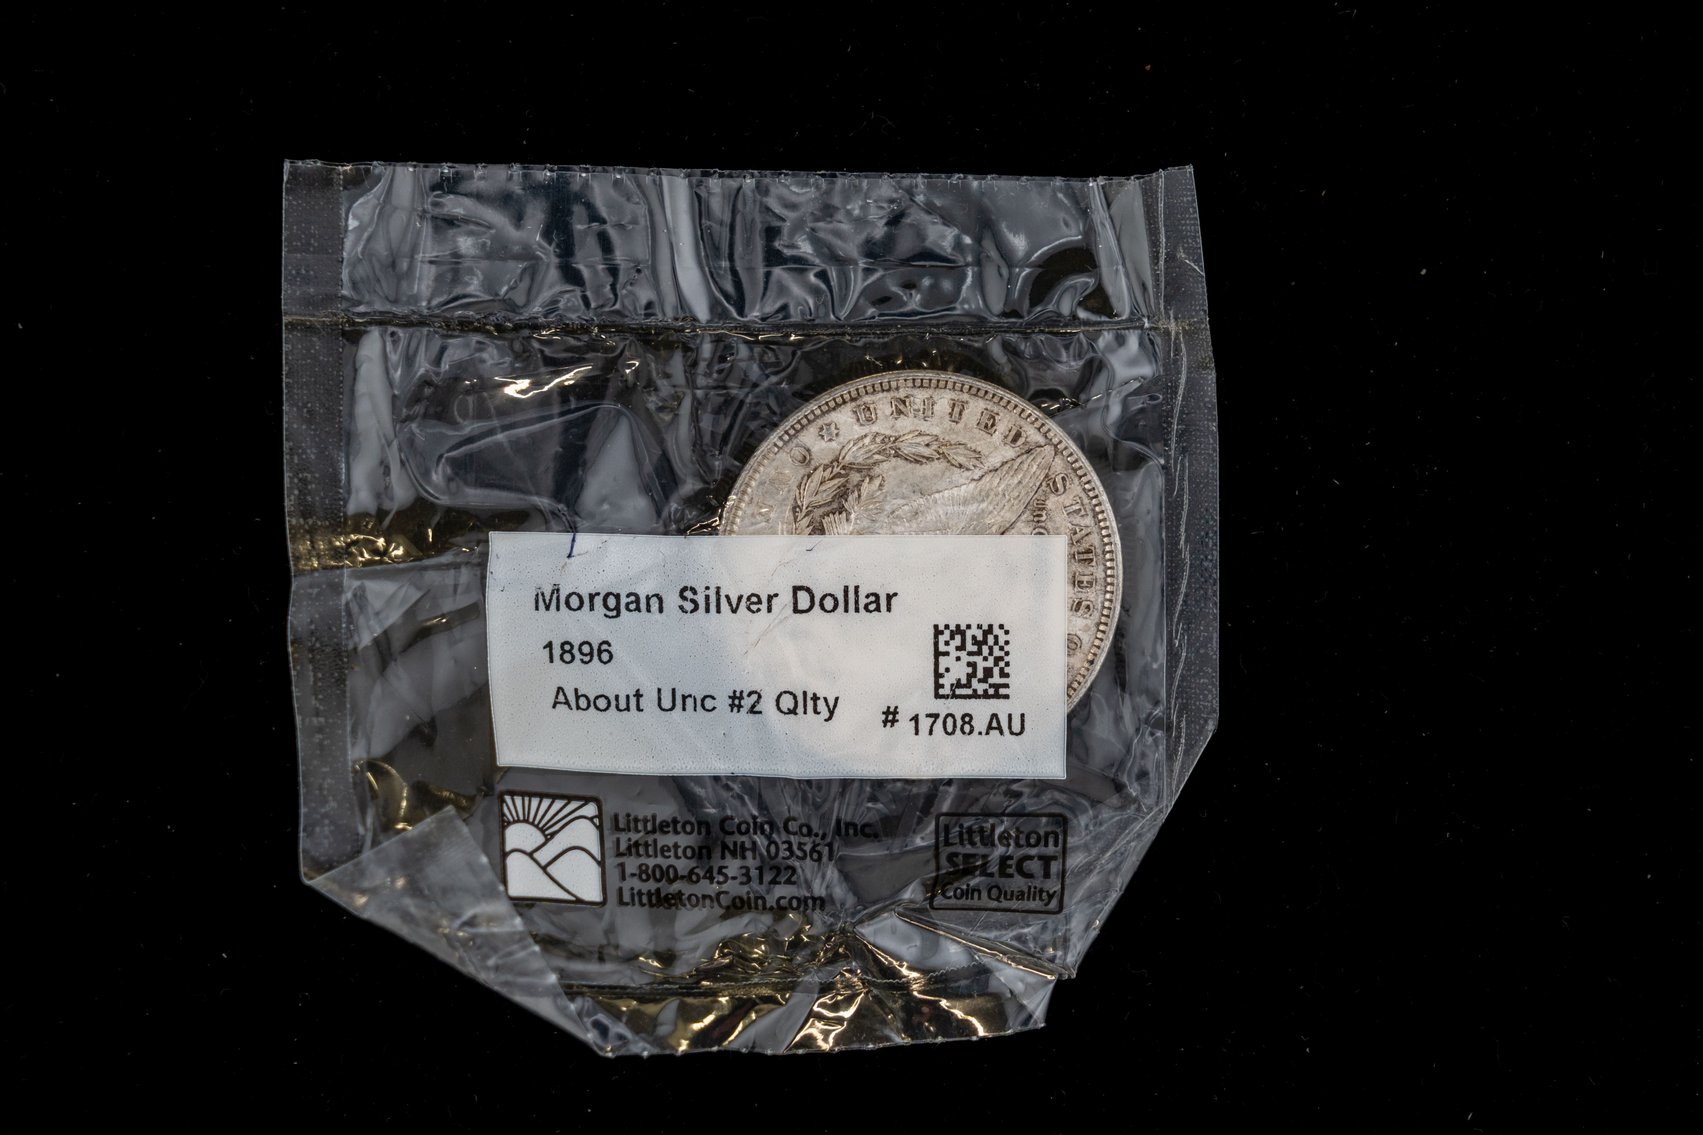 O ★ UNITED STATES O
Morgan Silver Dollar
1896
About Unc #2 Qlty
# 1708.AU
Littleton Coin Co., Inc.
Littleton NH 03561
1-800-645-3122
LittletonCoin.com
Littleton
SELECT
Coin Quality